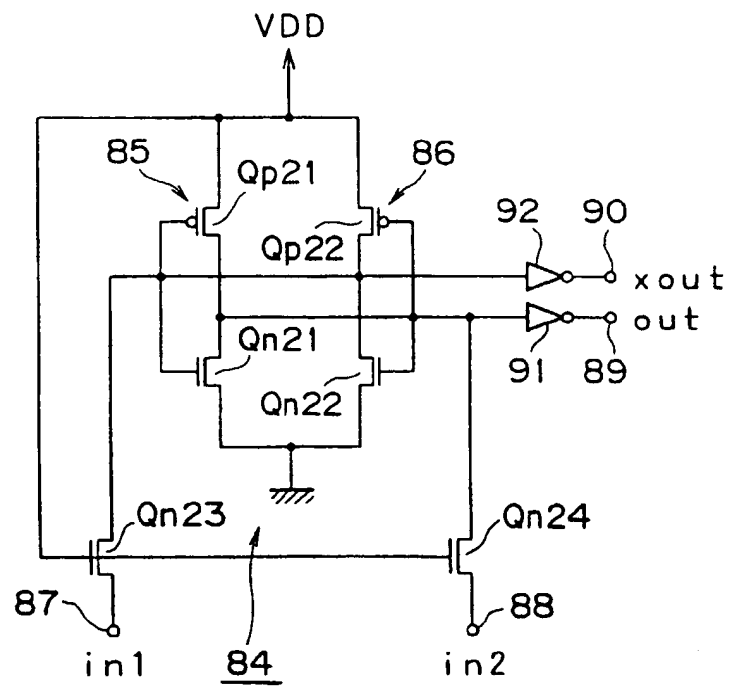 VDD
85
Qp21
86
Qp22
92
90
xout
out
Qn21
Qn22
91
89
Qn23
Qn24
87
88
in1
84
in2